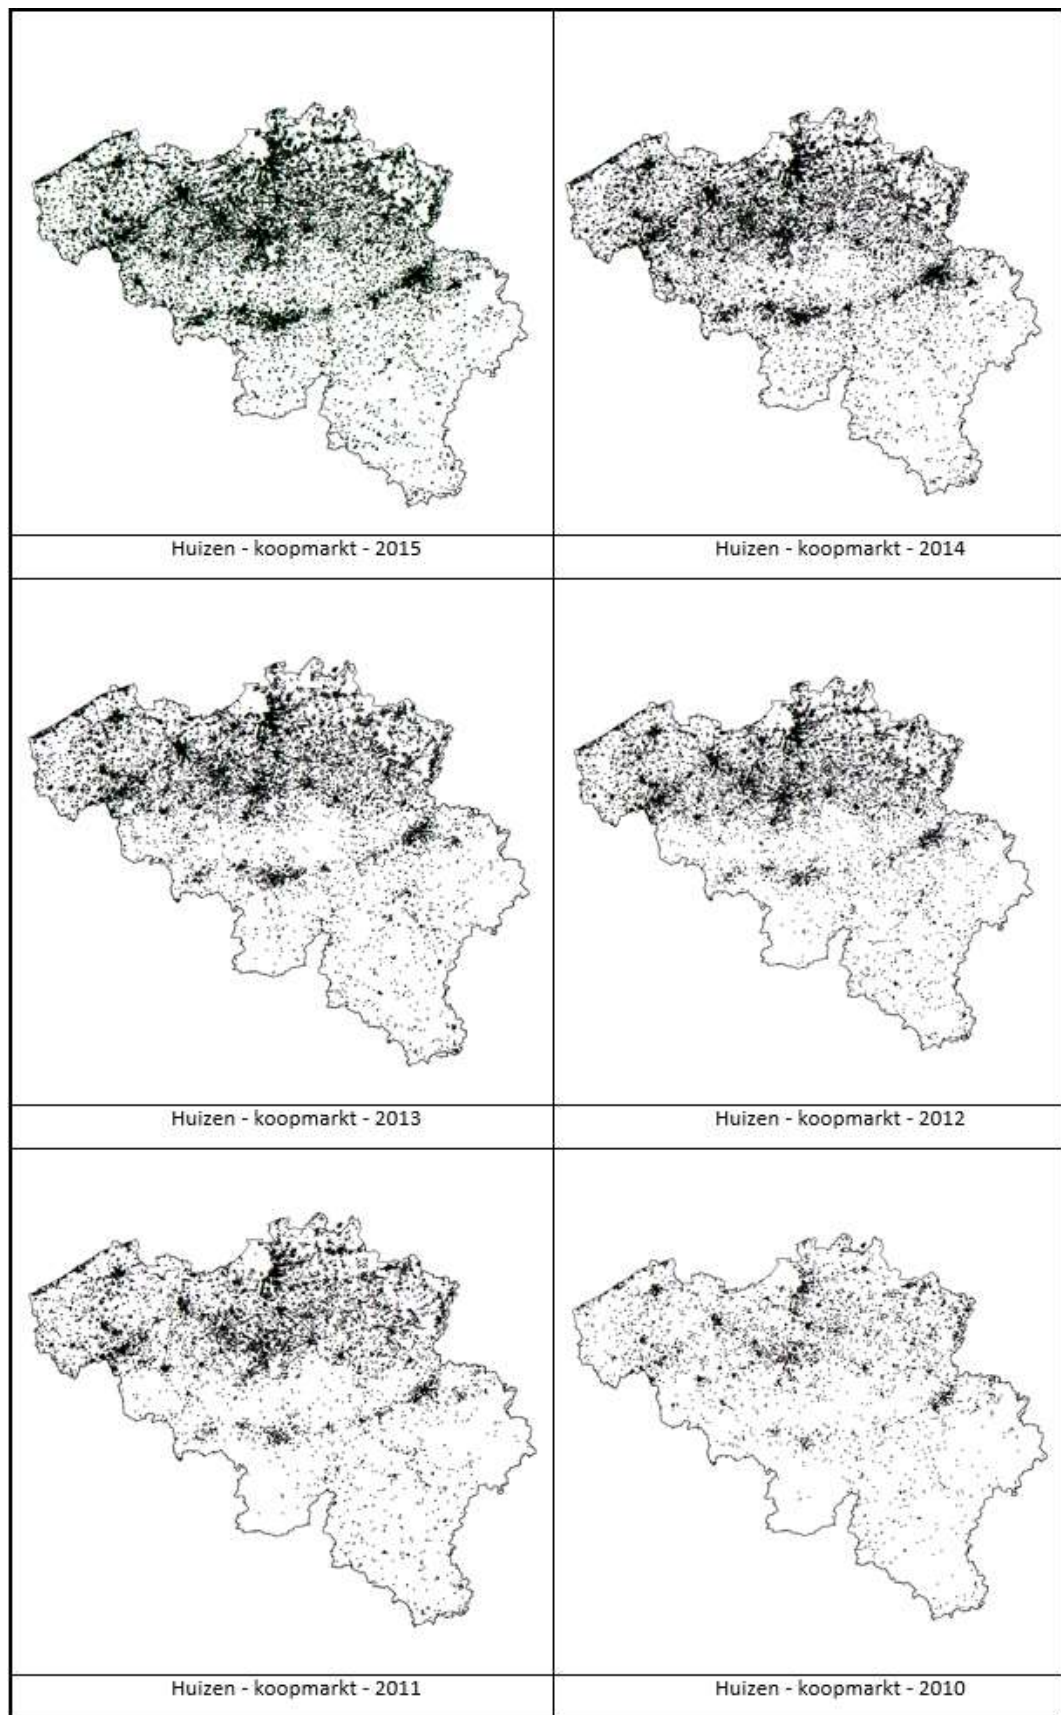 Huizen - koopmarkt - 2015
Huizen - koopmarkt - 2014
Huizen - koopmarkt - 2013
Huizen - koopmarkt - 2012
Huizen - koopmarkt - 2011
Huizen - koopmarkt - 2010